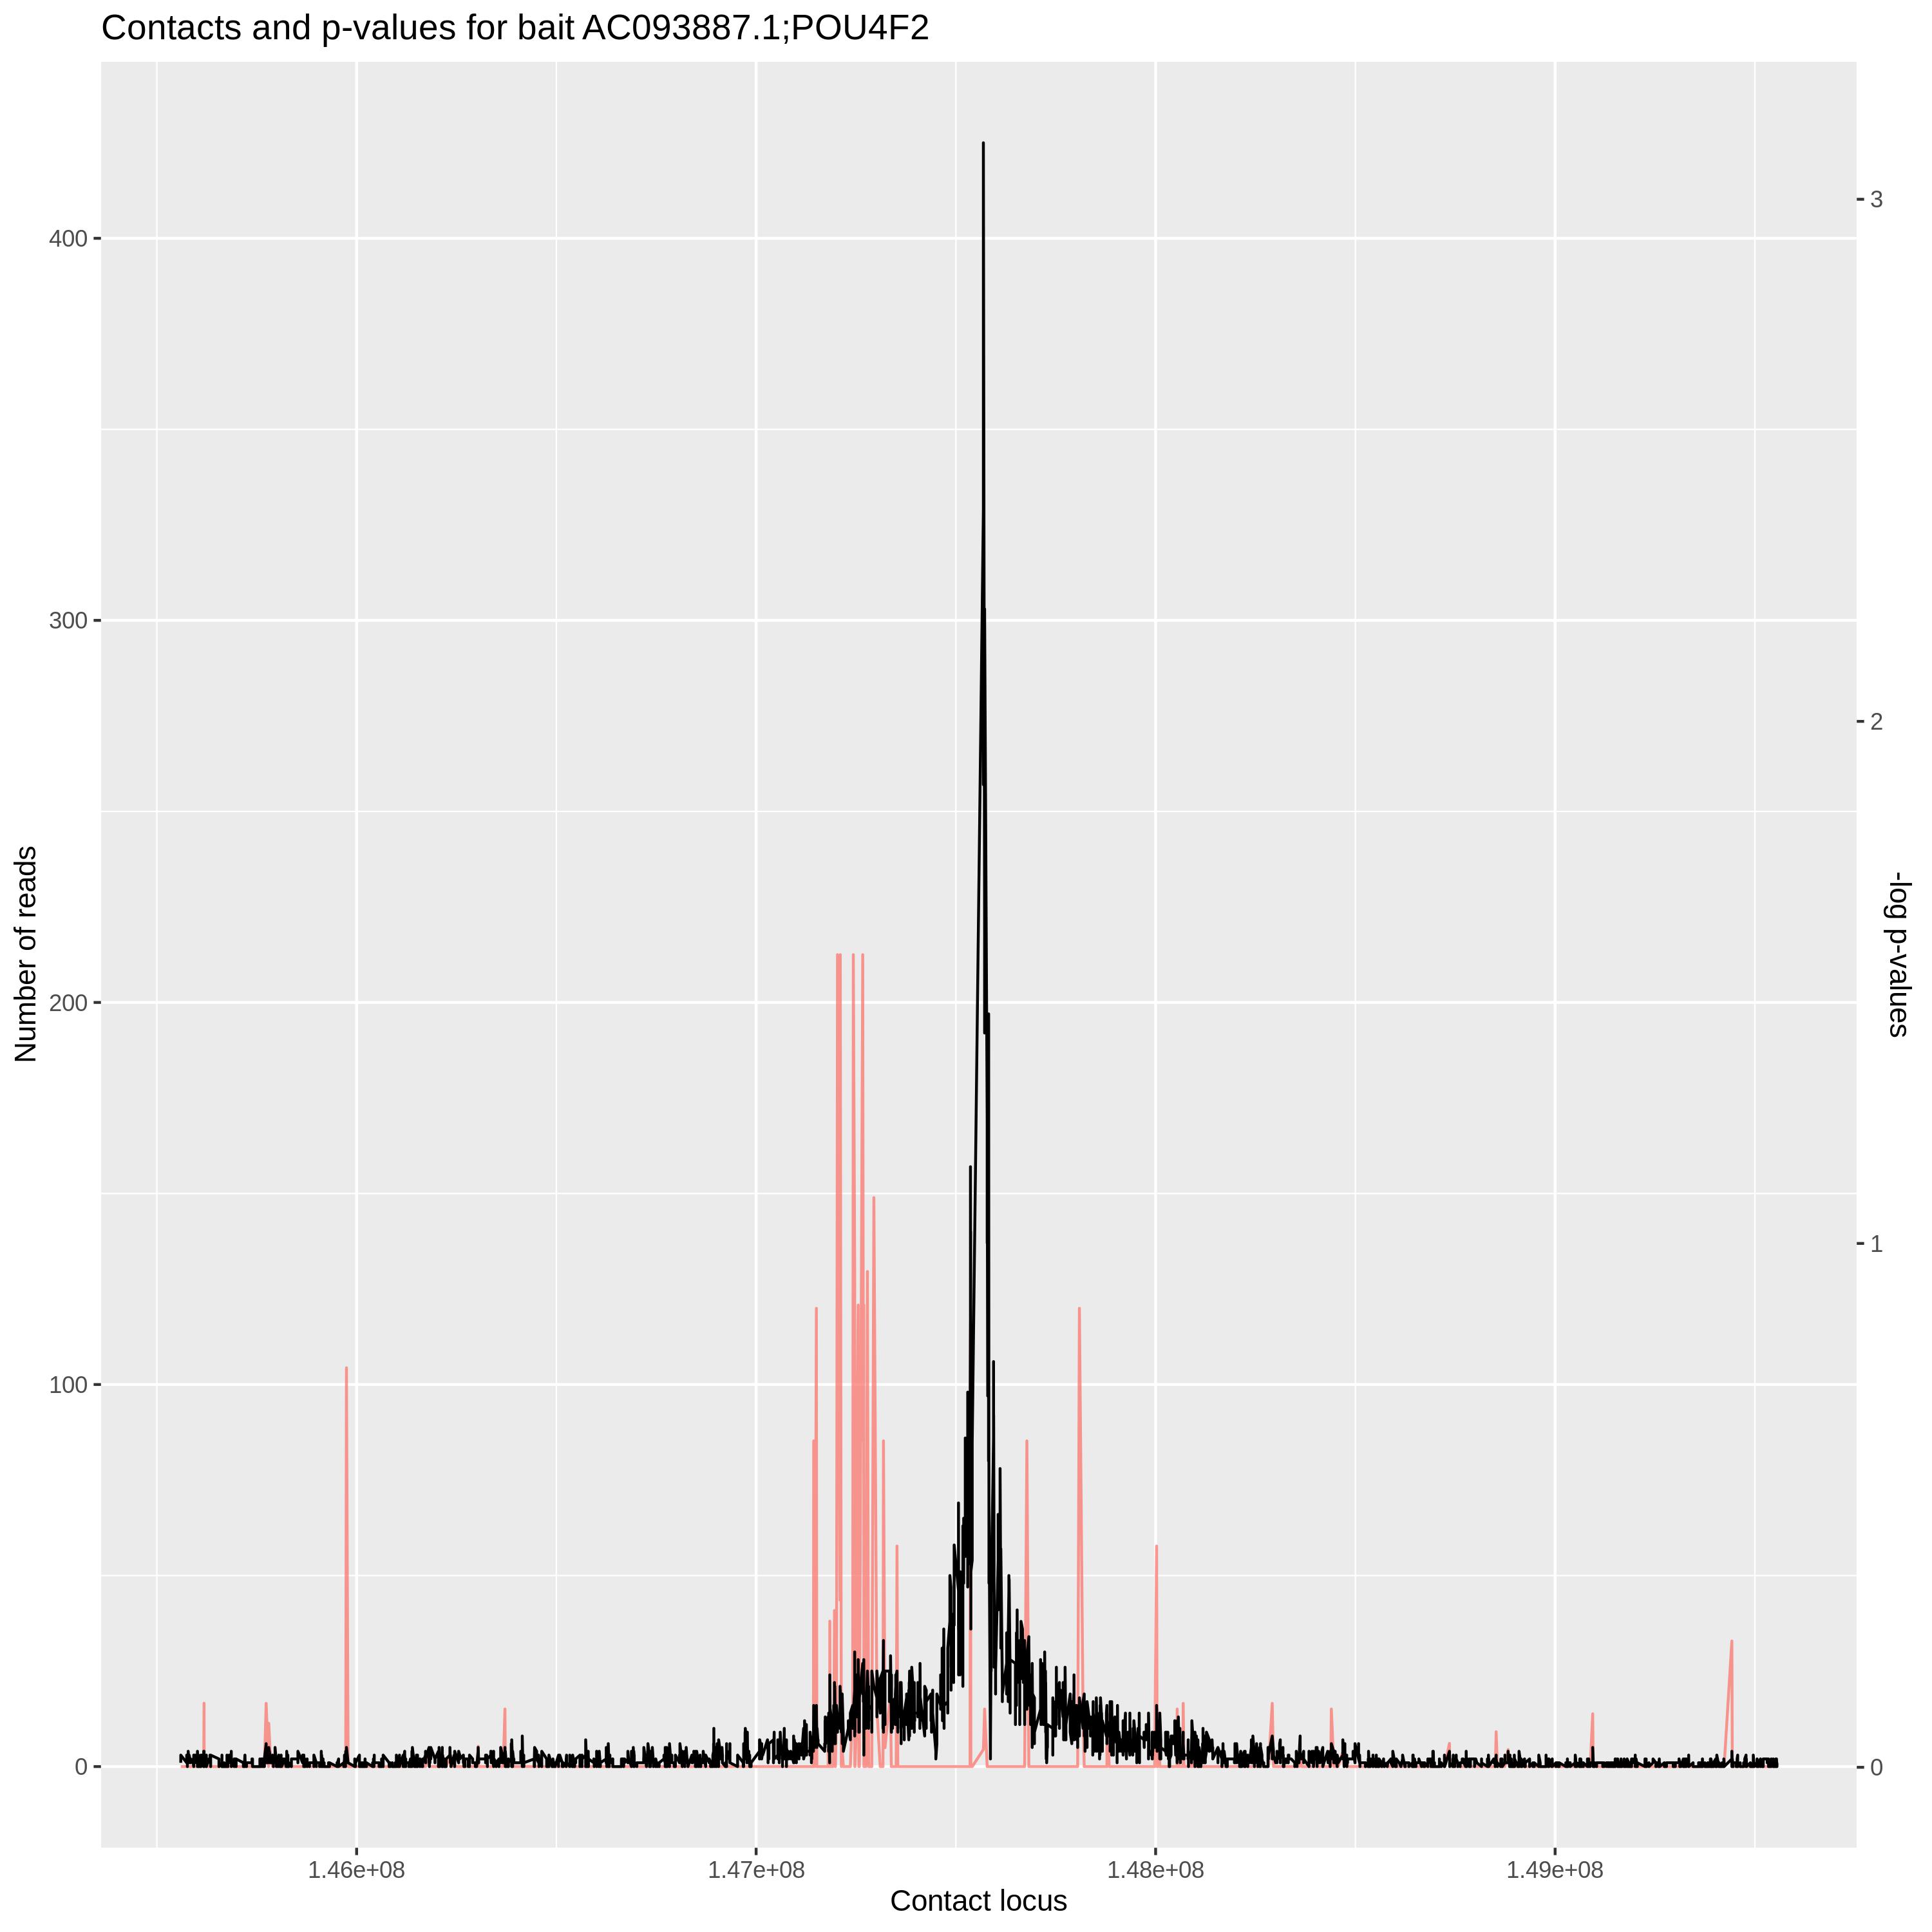 Contacts and p-values for bait AC093887.1;POU4F2
Number of reads
400
300
200
100
0
3
2
1
0
-log p-values
1.46e+08 1.47e+08 1.48e+08 1.49e+08
Contact locus